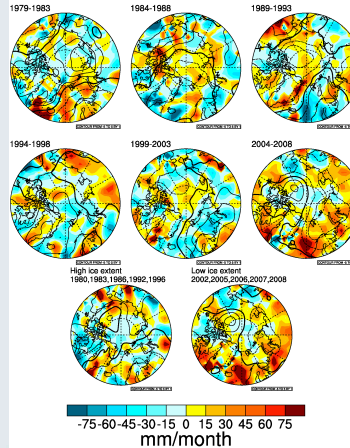 1979-1983
1984-1988
1989-1993
1994-1998
1999-2003
2004-2008
High ice extent
1980,1983,1986,1992,1996
Low ice extent
2002,2005,2006,2007,2008
-75 -60 -45 -30 -15 0 15 30 45 60 75
mm/month